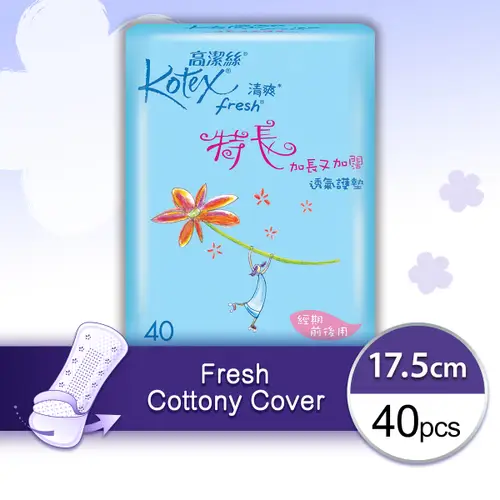 高潔絲®
Kotex®
清爽®
fresh®
特長
加長又加闊
透氣護墊
經期
前後用
40
Fresh
Cottony Cover
17.5cm
40pcs